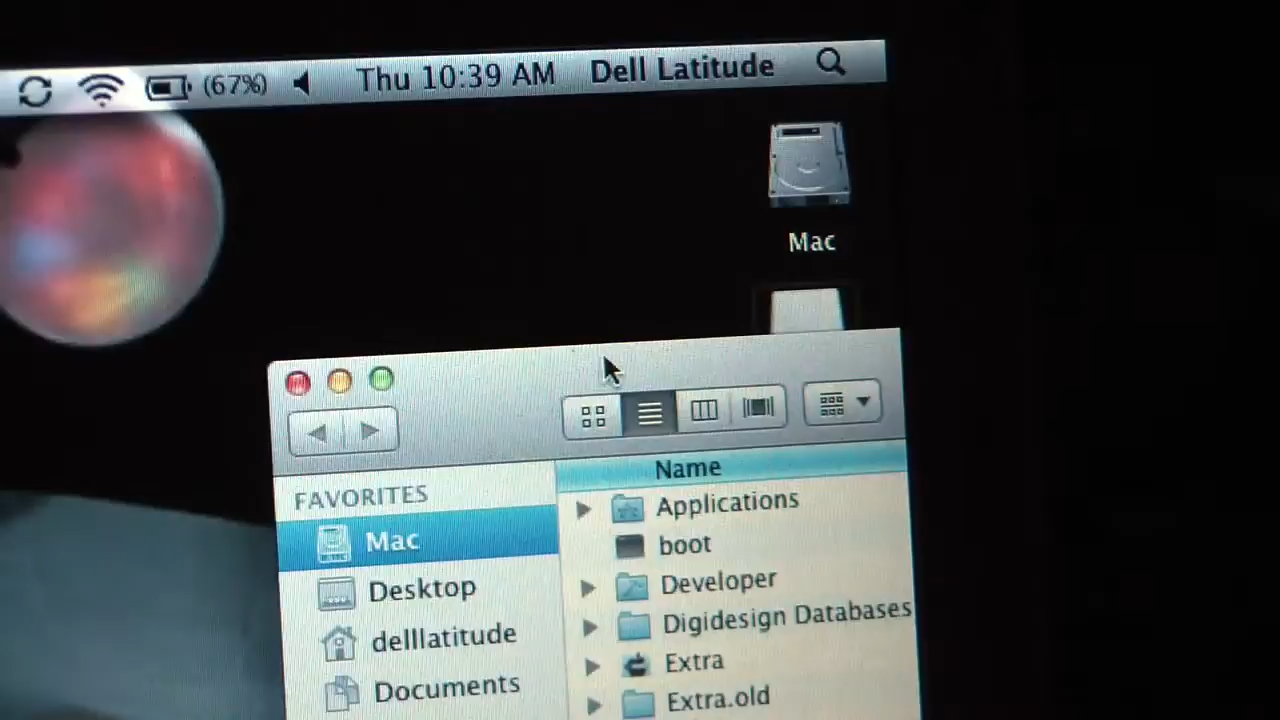 (67%) Thu 10:39 AM Dell Latitude
Mac
FAVORITES
Mac
Desktop
delllatitude
Documents
Name
Applications
boot
Developer
Digidesign Databases
Extra
Extra.old